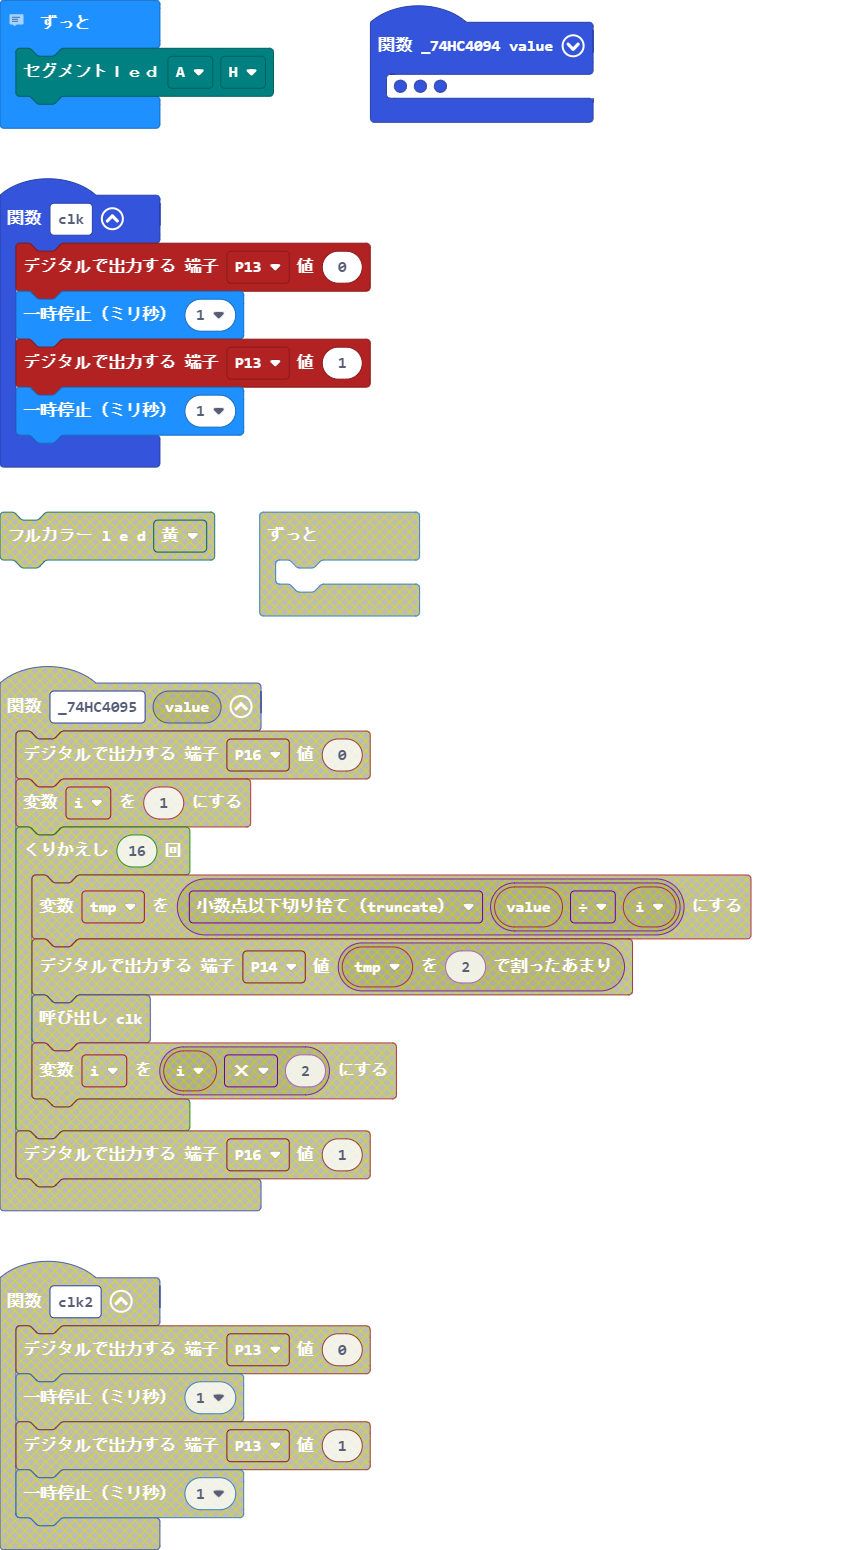 ずっと
セグメントｌｅｄ A H
関数 _74HC4094 value
関数 clk
デジタルで出力する 端子 P13 値 0
一時停止（ミリ秒） 1
デジタルで出力する 端子 P13 値 1
一時停止（ミリ秒） 1
フルカラーｌｅｄ 黄
ずっと
関数 _74HC4095 value
デジタルで出力する 端子 P16 値 0
変数 i を 1 にする
くりかえし 16 回
変数 tmp を 小数点以下切り捨て（truncate） value ÷ i にする
デジタルで出力する 端子 P14 値 tmp を 2 で割ったあまり
呼び出し clk
変数 i を i × 2 にする
デジタルで出力する 端子 P16 値 1
関数 clk2
デジタルで出力する 端子 P13 値 0
一時停止（ミリ秒） 1
デジタルで出力する 端子 P13 値 1
一時停止（ミリ秒） 1